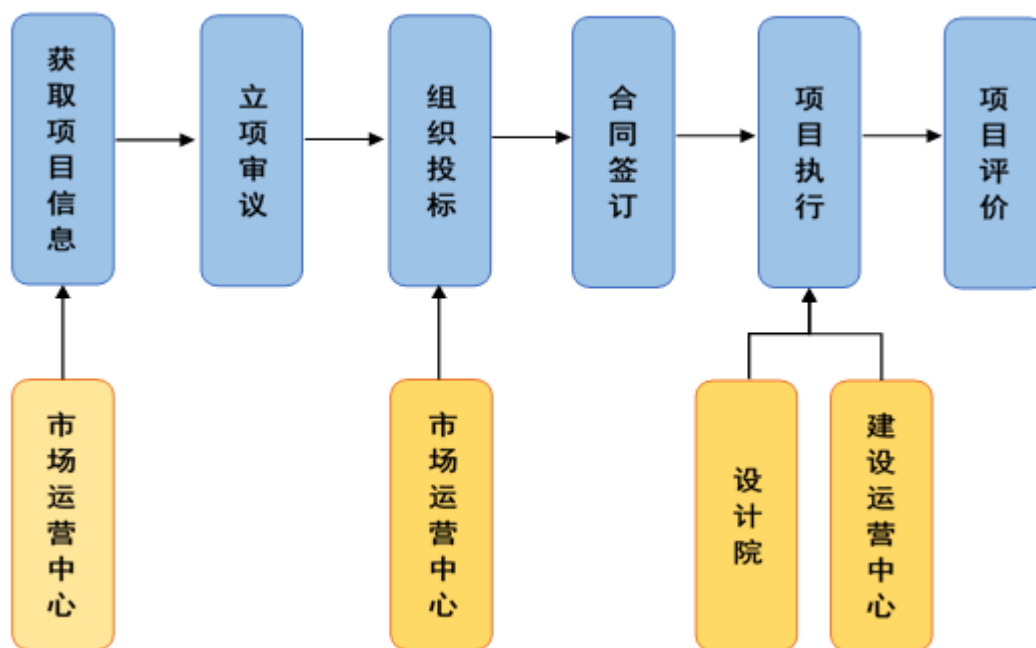 获取项目信息
立项审议
组织投标
合同签订
项目执行
项目评价
市场运营中心
市场运营中心
设计院
建设运营中心